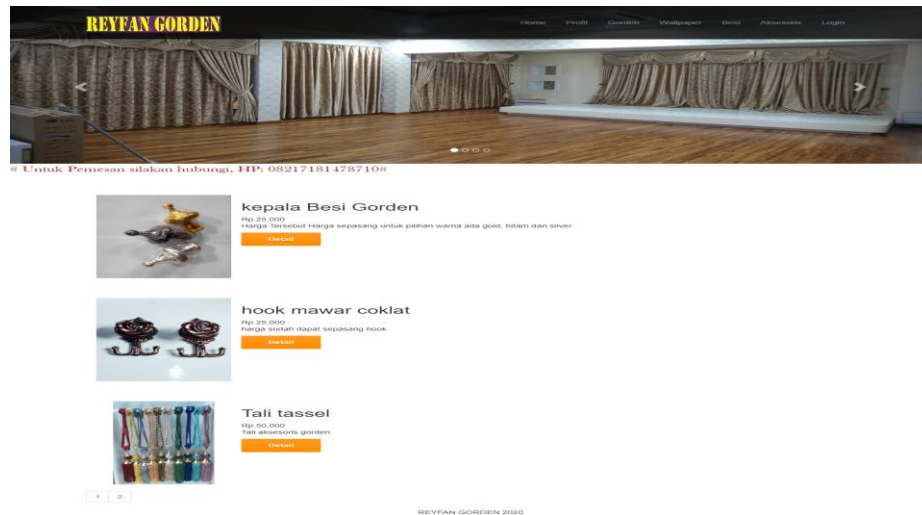 REYFAN GORDEN
Home Profil Gorden Wallpaper Besi Aksesoris Login
# Untuk Pemesan silakan hubungi, HP: 08217181478710#
kepala Besi Gorden
Rp.25.000
Harga Tersebut Harga sepasang untuk pilihan warna ada gold, hitam dan silver
Detail
hook mawar coklat
Rp.25.000
harga sudah dapat sepasang hook
Detail
Tali tassel
Rp.50.000
Tali aksesoris gorden
Detail
1 2
REYFAN GORDEN 2020